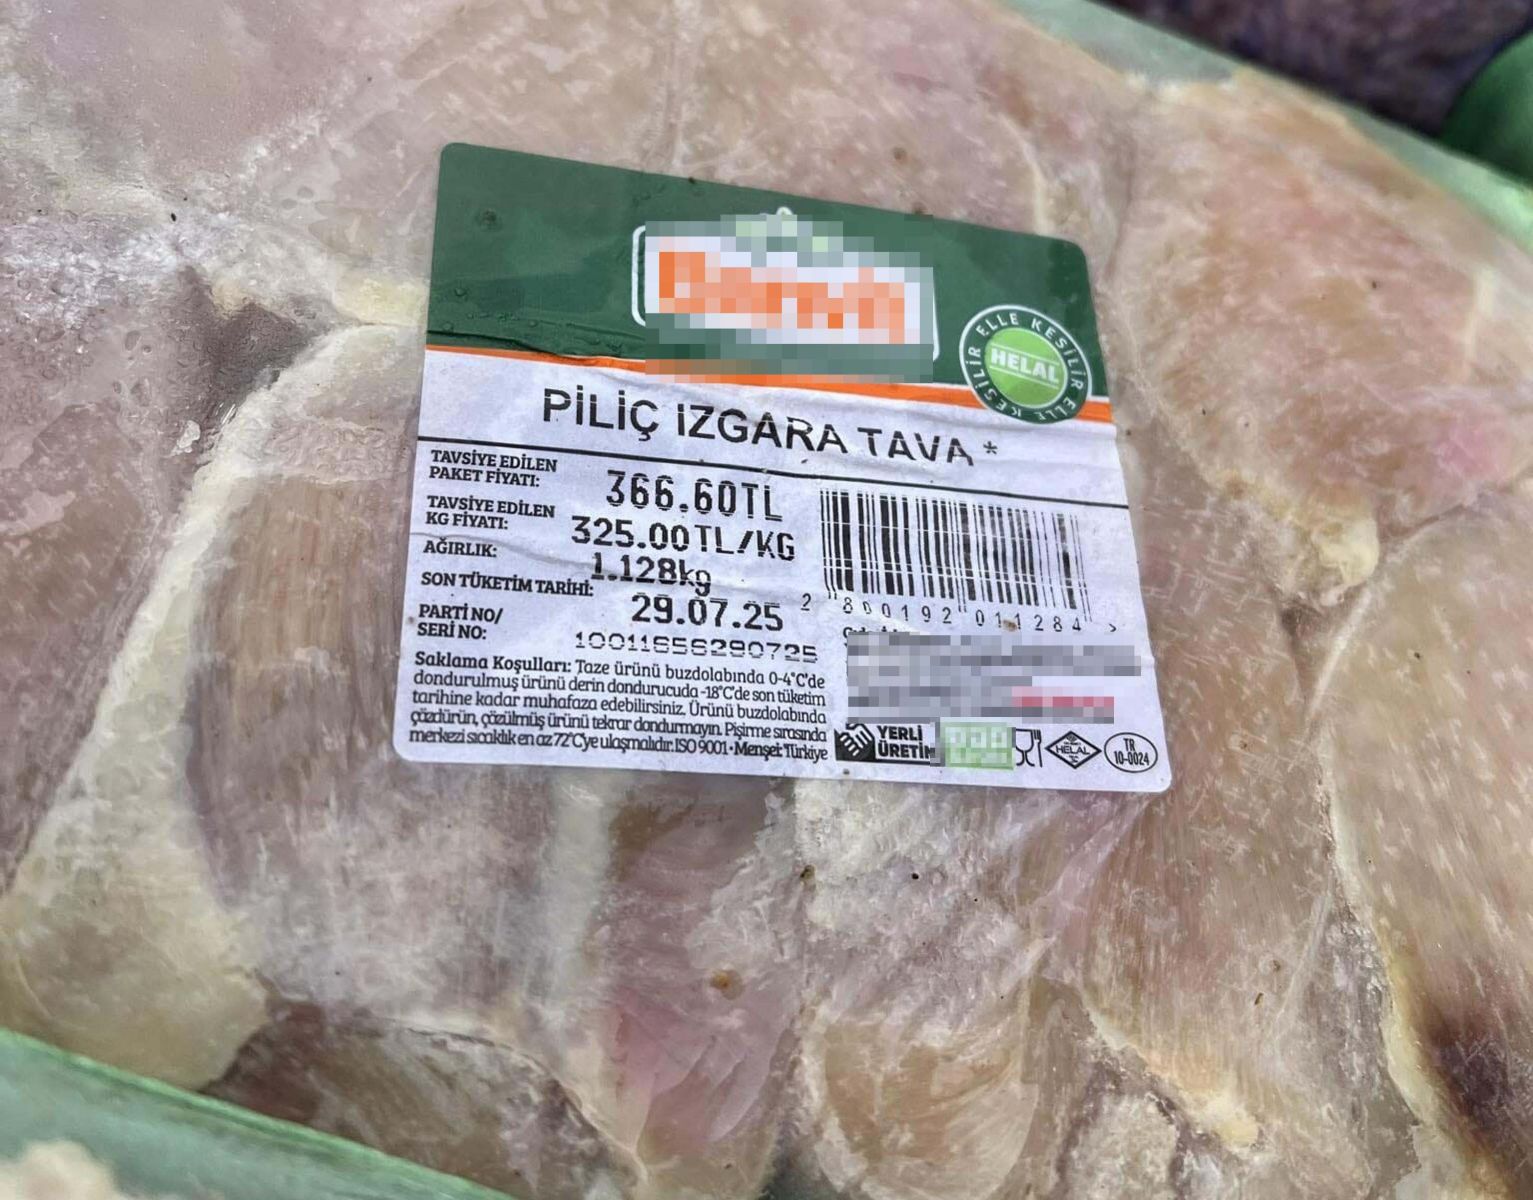 HELAL
ELLE KESİLİR ELLE KESİLİR
PİLİÇ IZGARA TAVA *
TAVSİYE EDİLEN
PAKET FİYATI: 366.60TL
TAVSİYE EDİLEN
KG FİYATI: 325.00TL/KG
AĞIRLIK: 1.128kg
SON TÜKETİM TARİHİ: 29.07.25
PARTİ NO/
SERİ NO: 10011656290725
2 800192 011284 >
Saklama Koşulları: Taze ürünü buzdolabında 0-4°C'de
dondurulmuş ürünü derin dondurucuda -18°C'de son tüketim
tarihine kadar muhafaza edebilirsiniz. Ürünü buzdolabında
çözdürün, çözülmüş ürünü tekrar dondurmayın. Pişirme sırasında
merkezi sıcaklık en az 72°C'ye ulaşmalıdır. ISO 9001 • Menşei: Türkiye
YERLİ
ÜRETİM
HELAL
TR
10-0024